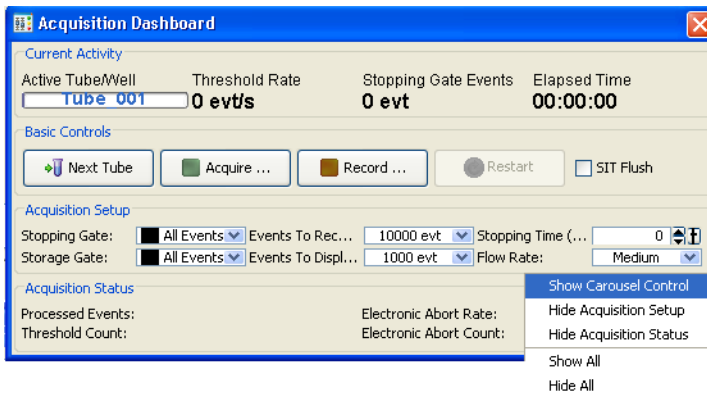 Acquisition Dashboard
Current Activity
Active Tube/Well Threshold Rate Stopping Gate Events Elapsed Time
Tube 001 0 evt/s 0 evt 00:00:00
Basic Controls
Next Tube Acquire ... Record ... Restart SIT Flush
Acquisition Setup
Stopping Gate: All Events Events To Rec... 10000 evt Stopping Time (... 0
Storage Gate: All Events Events To Displ... 1000 evt Flow Rate: Medium
Acquisition Status
Processed Events: Electronic Abort Rate:
Threshold Count: Electronic Abort Count:
Show Carousel Control
Hide Acquisition Setup
Hide Acquisition Status
Show All
Hide All